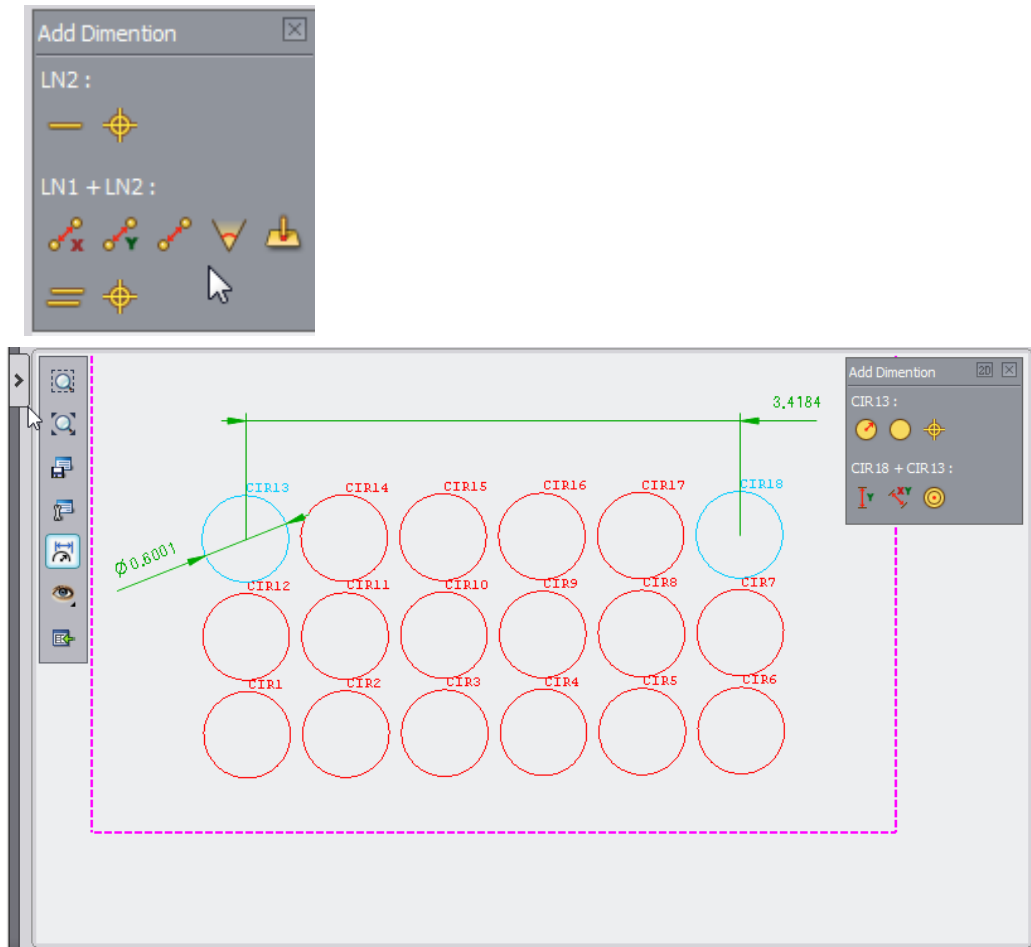 Add Dimention
LN2 :
LN1 + LN2 :
X Y
3.4184
Add Dimention 2D
CIR13 :
CIR18 + CIR13 :
Y XY
CIR13 CIR14 CIR15 CIR16 CIR17 CIR18
Ø0.6001
CIR12 CIR11 CIR10 CIR9 CIR8 CIR7
CIR1 CIR2 CIR3 CIR4 CIR5 CIR6